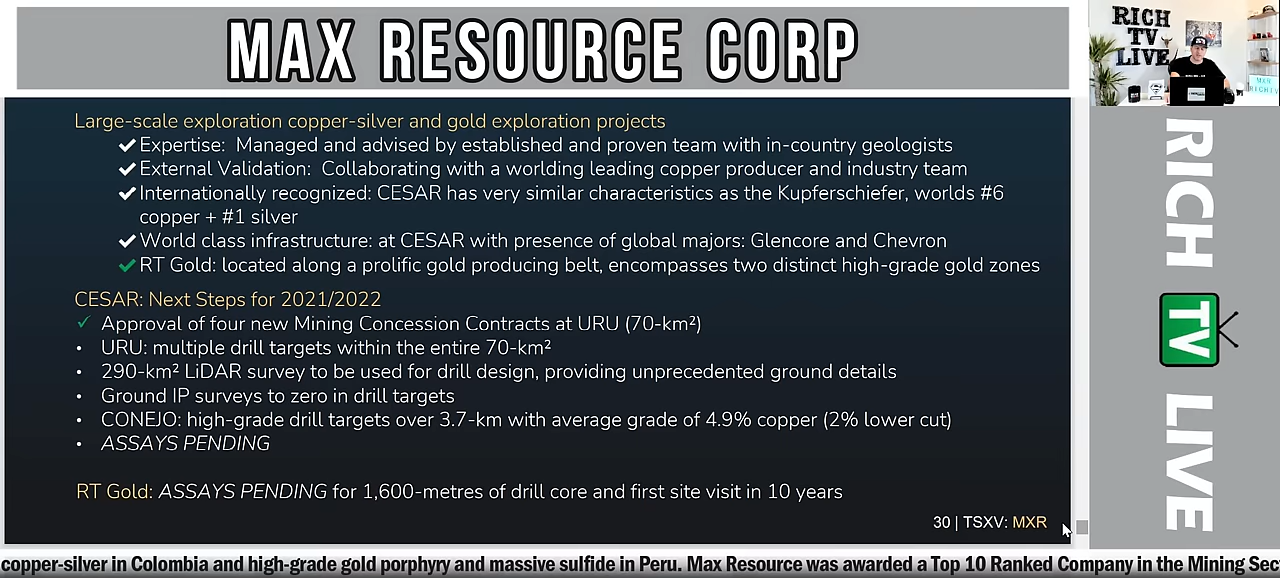 MAX RESOURCE CORP
RICH
TV
LIVE
Large-scale exploration copper-silver and gold exploration projects
Expertise: Managed and advised by established and proven team with in-country geologists
External Validation: Collaborating with a worlding leading copper producer and industry team
Internationally recognized: CESAR has very similar characteristics as the Kupferschiefer, worlds #6
copper + #1 silver
World class infrastructure: at CESAR with presence of global majors: Glencore and Chevron
RT Gold: located along a prolific gold producing belt, encompasses two distinct high-grade gold zones
CESAR: Next Steps for 2021/2022
✓ Approval of four new Mining Concession Contracts at URU (70-km²)
• URU: multiple drill targets within the entire 70-km²
• 290-km² LiDAR survey to be used for drill design, providing unprecedented ground details
• Ground IP surveys to zero in drill targets
• CONEJO: high-grade drill targets over 3.7-km with average grade of 4.9% copper (2% lower cut)
• ASSAYS PENDING
RT Gold: ASSAYS PENDING for 1,600-metres of drill core and first site visit in 10 years
30 | TSXV: MXR
RICH TV LIVE
copper-silver in Colombia and high-grade gold porphyry and massive sulfide in Peru. Max Resource was awarded a Top 10 Ranked Company in the Mining Sec